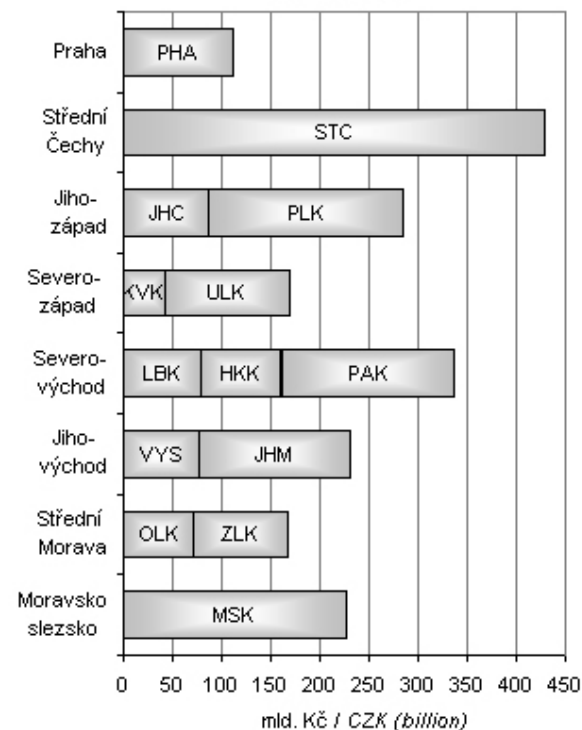 Praha
PHA
Střední
Čechy
STC
Jiho-
západ
JHC PLK
Severo-
západ
KVK ULK
Severo-
východ
LBK HKK PAK
Jiho-
východ
VYS JHM
Střední
Morava
OLK ZLK
Moravsko
slezsko
MSK
0 50 100 150 200 250 300 350 400 450
mld. Kč / CZK (billion)